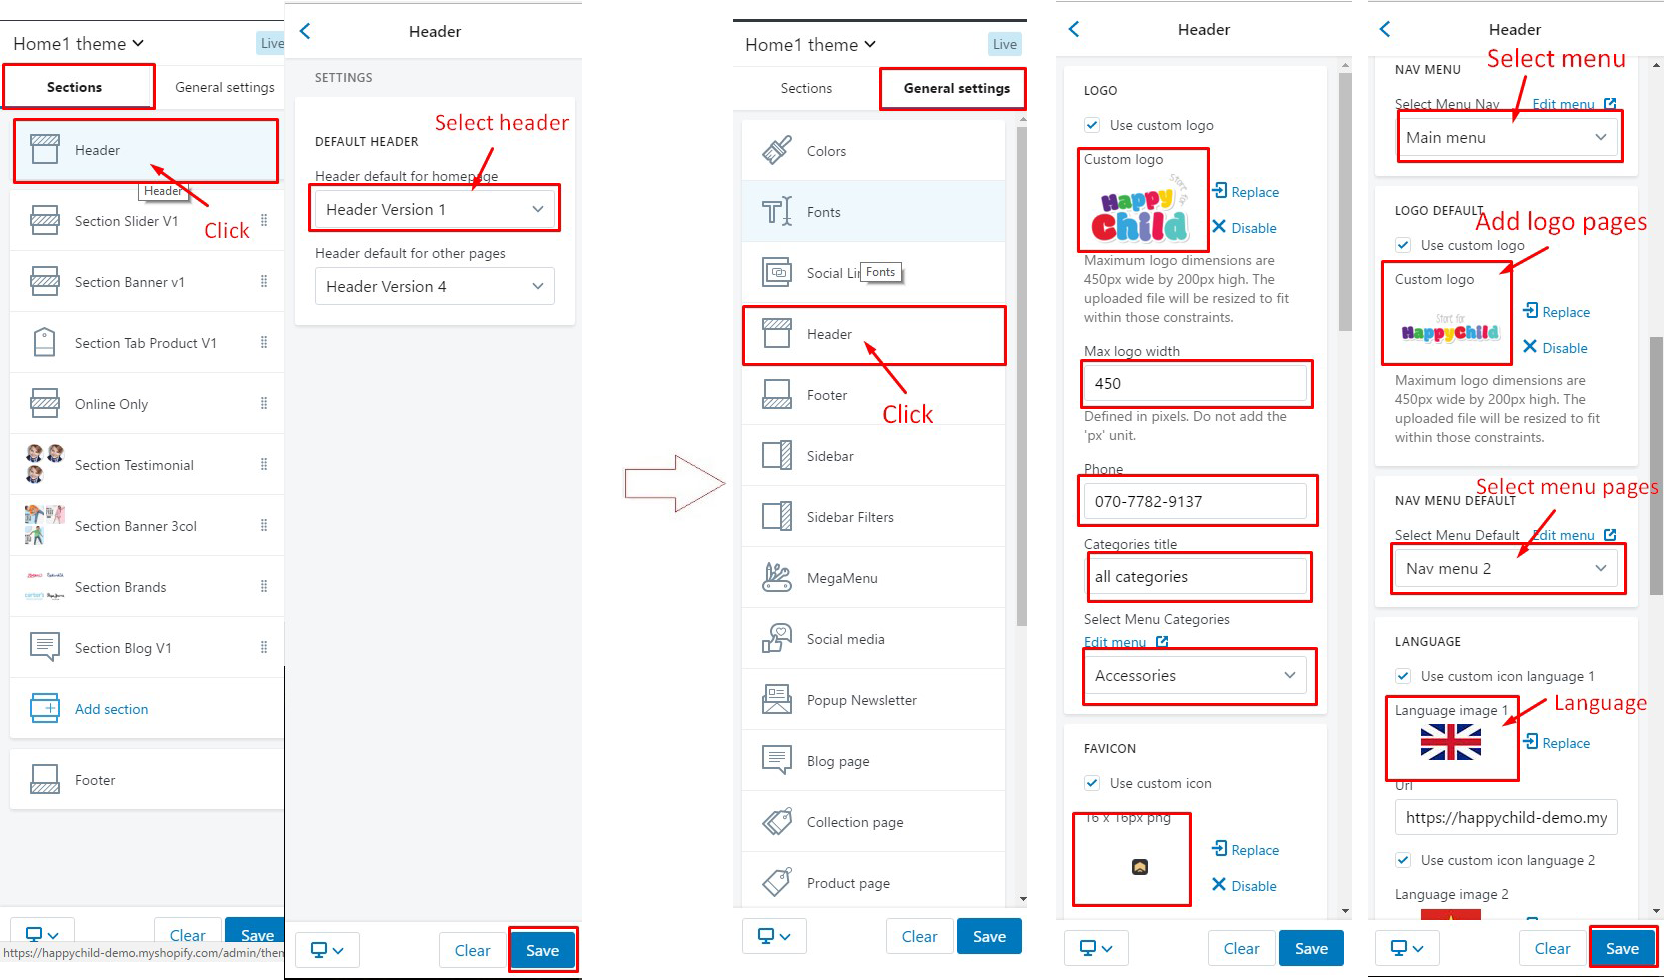 Home1 theme
Live
Sections
General settings
Header
Header
Click
Section Slider V1
Section Banner v1
Section Tab Product V1
Online Only
Section Testimonial
Section Banner 3col
Section Brands
Section Blog V1
Add section
Footer
Clear
Save
https://happychild-demo.myshopify.com/admin/them
Header
SETTINGS
Select header
DEFAULT HEADER
Header default for homepage
Header Version 1
Header default for other pages
Header Version 4
Clear
Save
Home1 theme
Live
Sections
General settings
Colors
Fonts
Social Li
Fonts
Header
Click
Footer
Sidebar
Sidebar Filters
MegaMenu
Social media
Popup Newsletter
Blog page
Collection page
Product page
Clear
Save
Header
LOGO
Use custom logo
Custom logo
Start for
Happy
Child
Replace
Disable
Maximum logo dimensions are
450px wide by 200px high. The
uploaded file will be resized to fit
within those constraints.
Max logo width
450
Defined in pixels. Do not add the
'px' unit.
Phone
070-7782-9137
Categories title
all categories
Select Menu Categories
Edit menu
Accessories
FAVICON
Use custom icon
16 x 16px png
Replace
Disable
Clear
Save
Header
Select menu
NAV MENU
Select Menu Nav
Edit menu
Main menu
LOGO DEFAULT
Add logo pages
Use custom logo
Custom logo
Start for
HappyChild
Replace
Disable
Maximum logo dimensions are
450px wide by 200px high. The
uploaded file will be resized to fit
within those constraints.
Select menu pages
NAV MENU DEFAULT
Select Menu Default
Edit menu
Nav menu 2
LANGUAGE
Use custom icon language 1
Language image 1
Language
Replace
Url
https://happychild-demo.my
Use custom icon language 2
Language image 2
Clear
Save